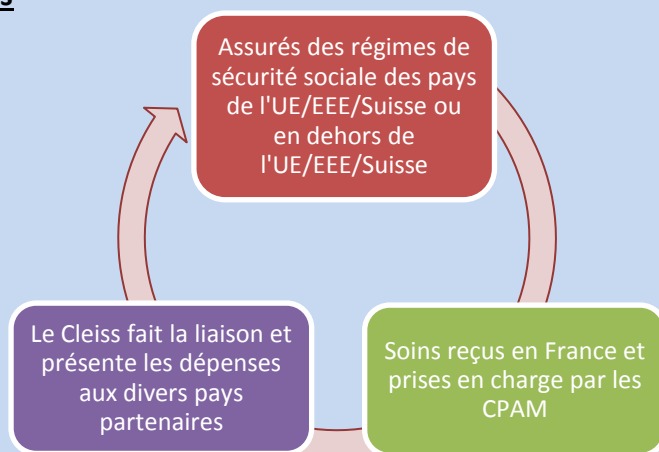 Assurés des régimes de
sécurité sociale des pays
de l'UE/EEE/Suisse ou
en dehors de
l'UE/EEE/Suisse
Le Cleiss fait la liaison et
présente les dépenses
aux divers pays
partenaires
Soins reçus en France et
prises en charge par les
CPAM